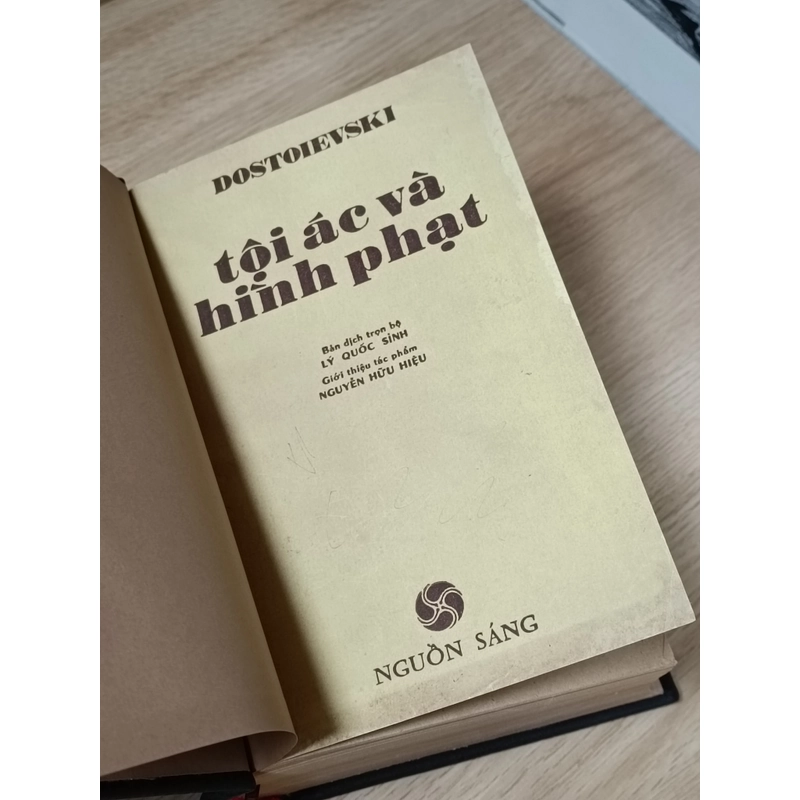 DOSTOIEVSKI
tội ác và
hình phạt
Bản dịch trọn bộ
LÝ QUỐC SỈNH
Giới thiệu tác phẩm
NGUYỄN HỮU HIỆU
NGUỒN SÁNG